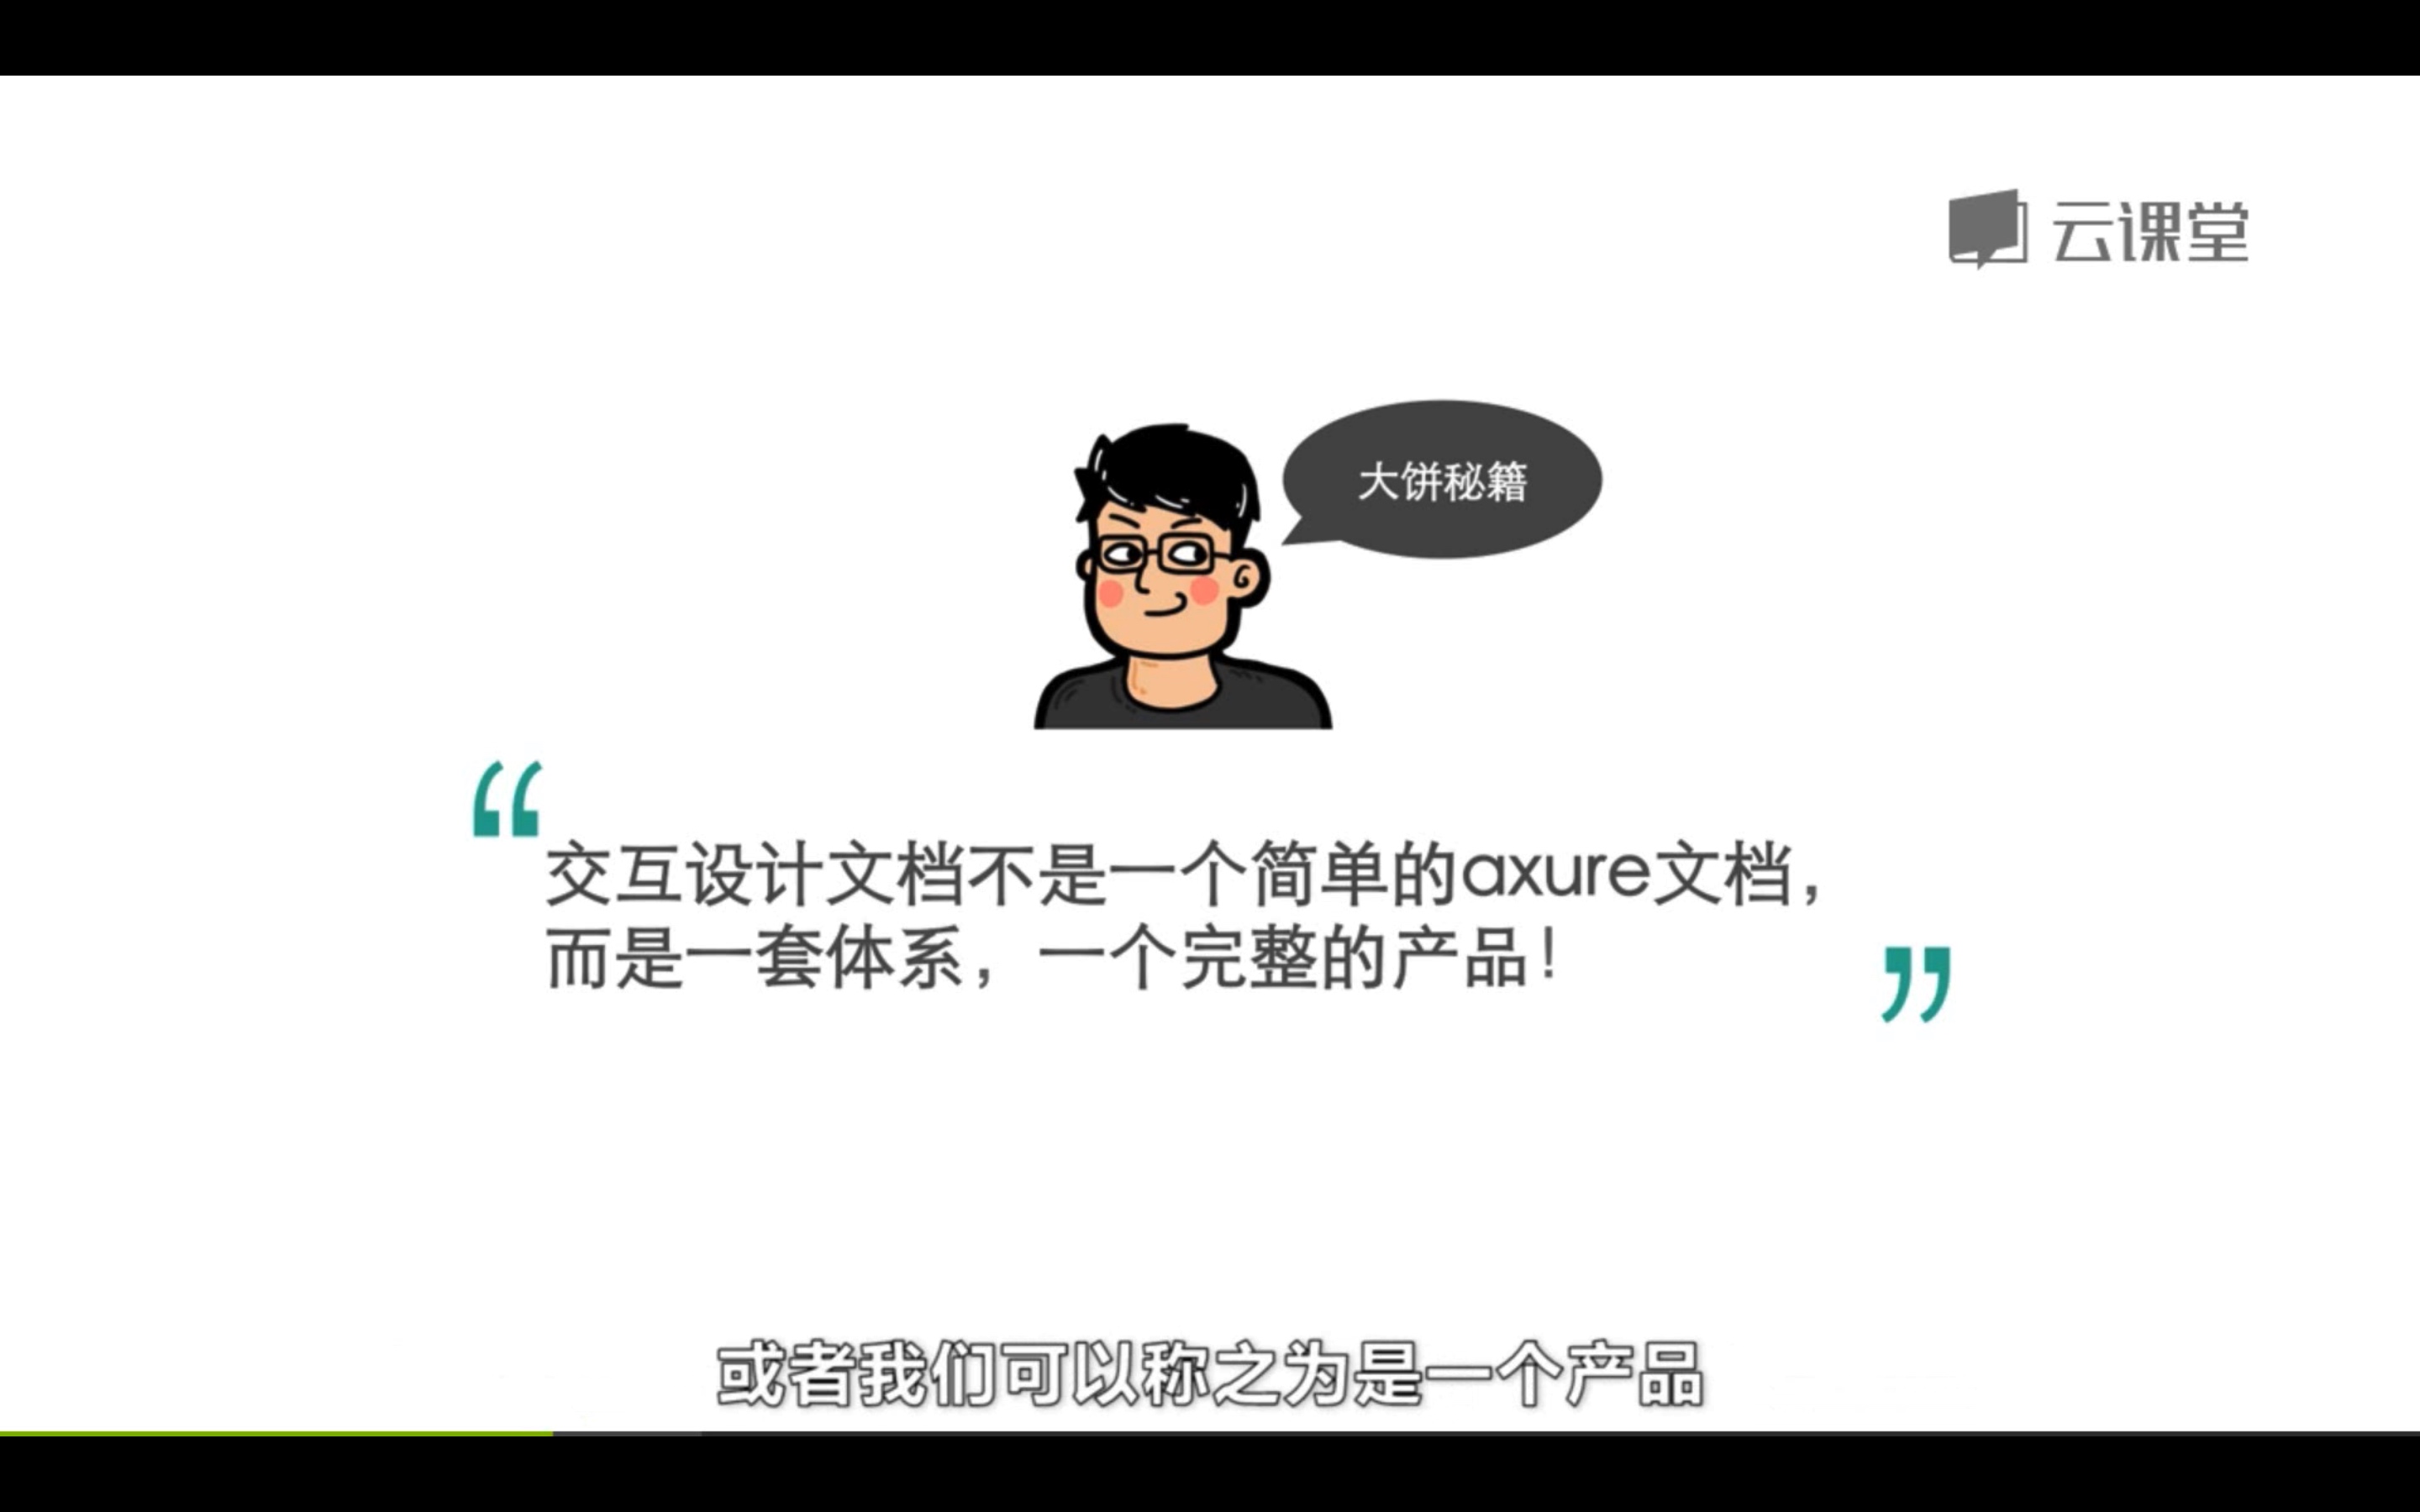 云课堂
大饼秘籍
“交互设计文档不是一个简单的axure文档，
而是一套体系，一个完整的产品！”
或者我们可以称之为是一个产品